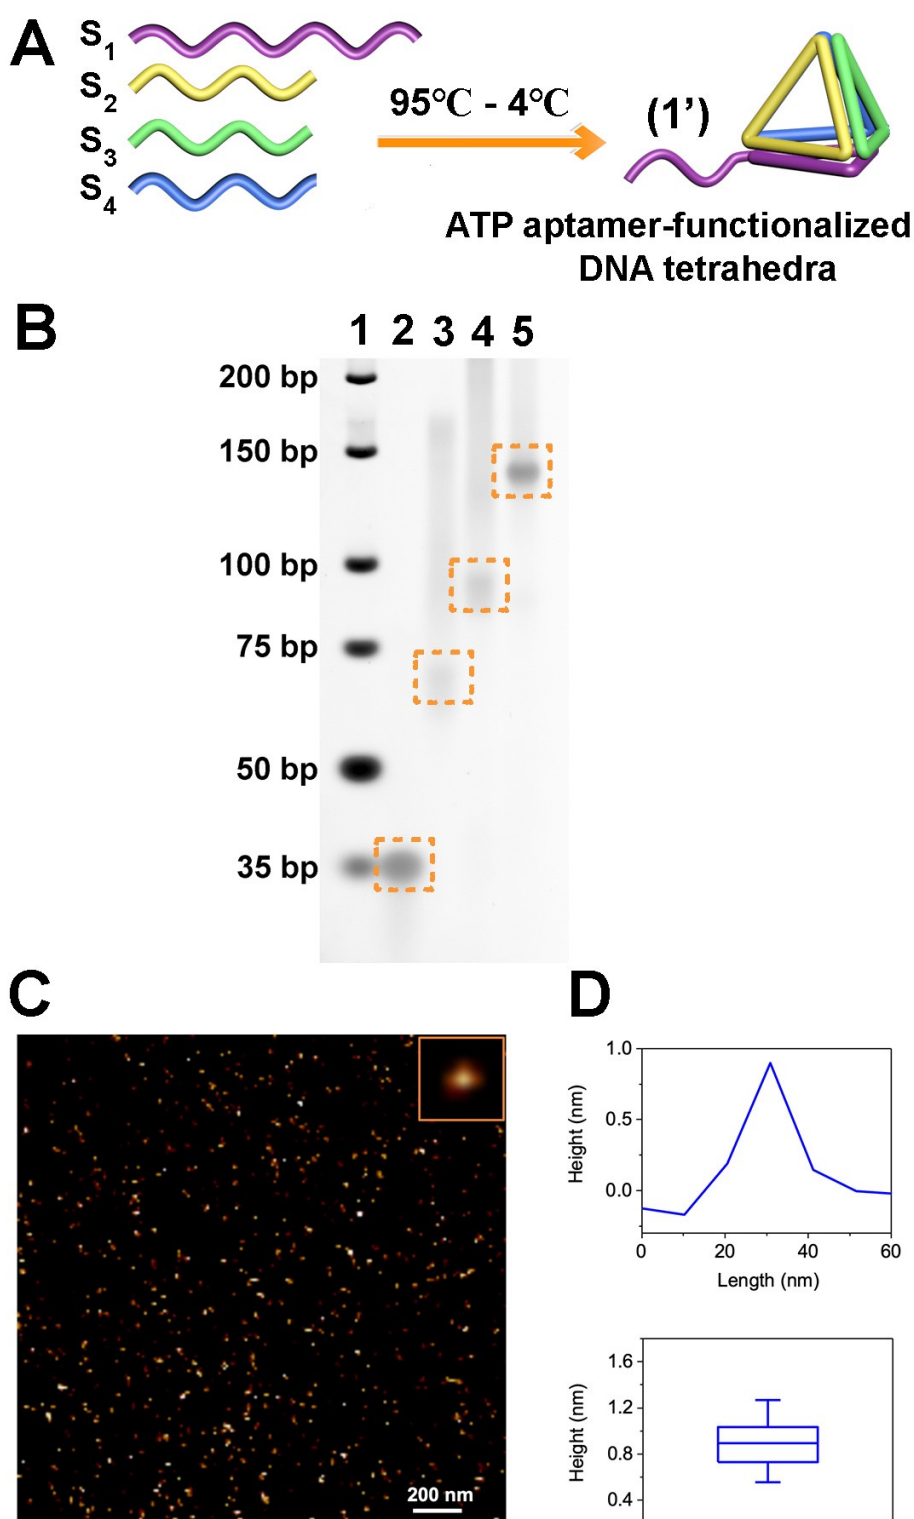 A
S1
S2
S3
S4
95°C - 4°C
(1’)
ATP aptamer-functionalized
DNA tetrahedra
B
1 2 3 4 5
200 bp
150 bp
100 bp
75 bp
50 bp
35 bp
C
200 nm
D
1.0
0.5
0.0
Height (nm)
0 20 40 60
Length (nm)
1.6
1.2
0.8
0.4
Height (nm)